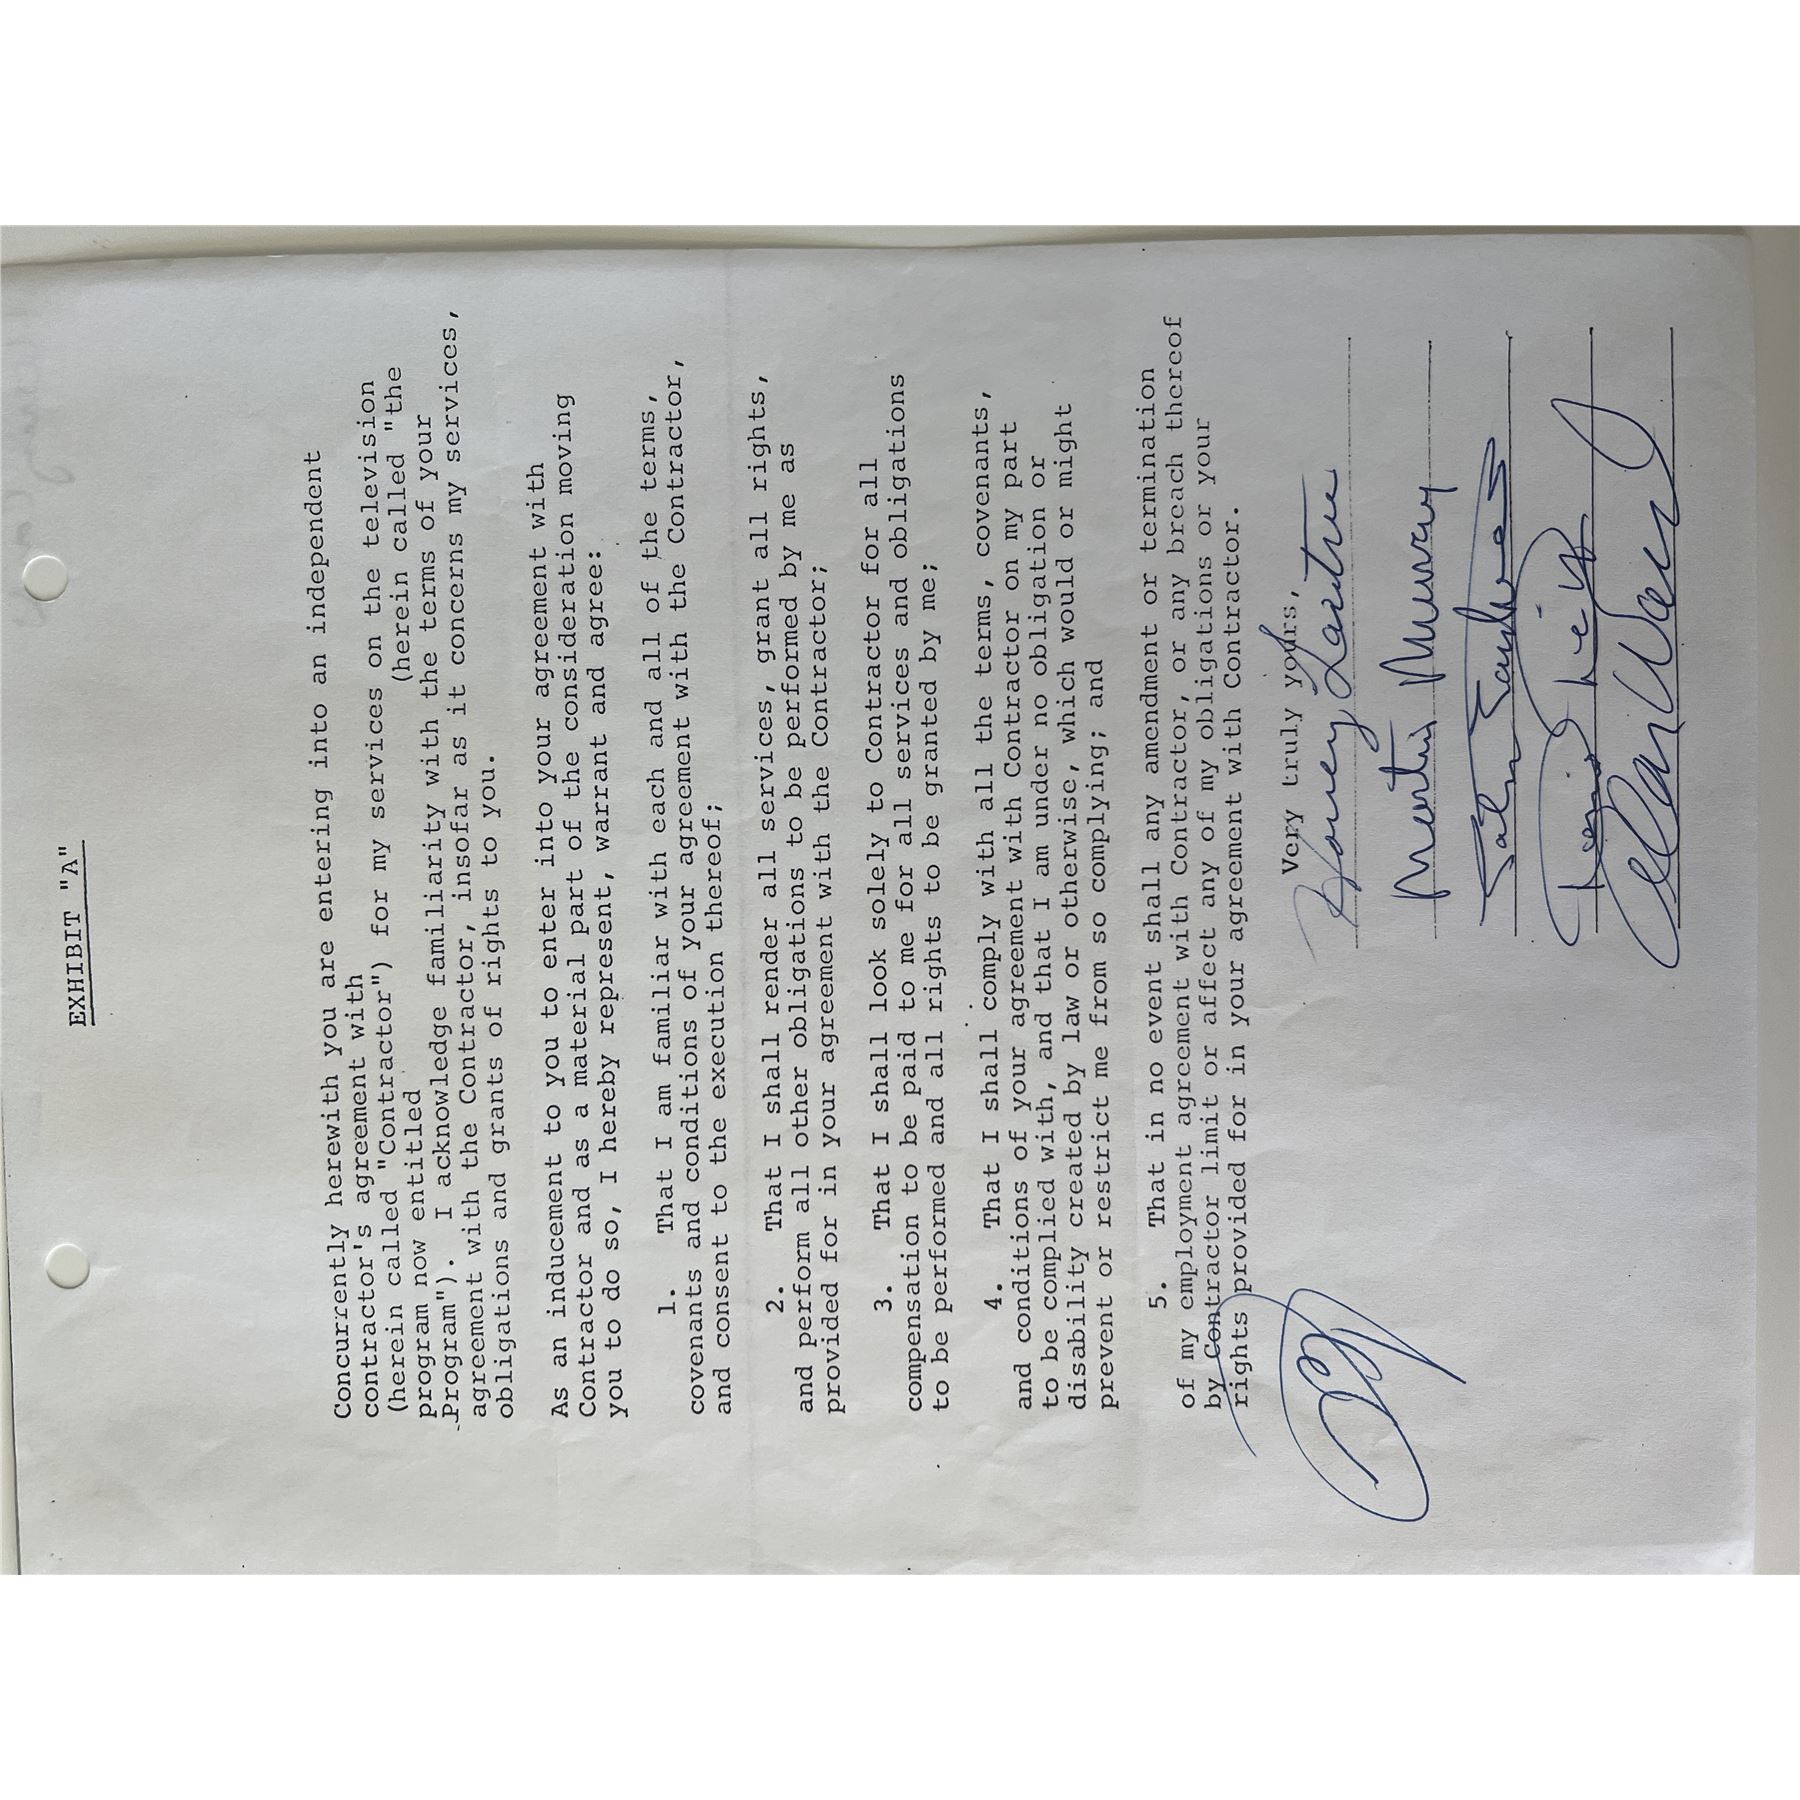 EXHIBIT "A"
Concurrently herewith you are entering into an independent
contractor's agreement with
(herein called "Contractor") for my services on the television
program now entitled (herein called "the
Program"). I acknowledge familiarity with the terms of your
agreement with the Contractor, insofar as it concerns my services,
obligations and grants of rights to you.
As an inducement to you to enter into your agreement with
Contractor and as a material part of the consideration moving
you to do so, I hereby represent, warrant and agree:
1. That I am familiar with each and all of the terms,
covenants and conditions of your agreement with the Contractor,
and consent to the execution thereof;
2. That I shall render all services, grant all rights,
and perform all other obligations to be performed by me as
provided for in your agreement with the Contractor;
3. That I shall look solely to Contractor for all
compensation to be paid to me for all services and obligations
to be performed and all rights to be granted by me;
4. That I shall comply with all the terms, covenants,
and conditions of your agreement with Contractor on my part
to be complied with, and that I am under no obligation or
disability created by law or otherwise, which would or might
prevent or restrict me from so complying; and
5. That in no event shall any amendment or termination
of my employment agreement with Contractor, or any breach thereof
by Contractor limit or affect any of my obligations or your
rights provided for in your agreement with Contractor.
Very truly yours,
Honey Lantree
Martin Murray
David
Alan Ward